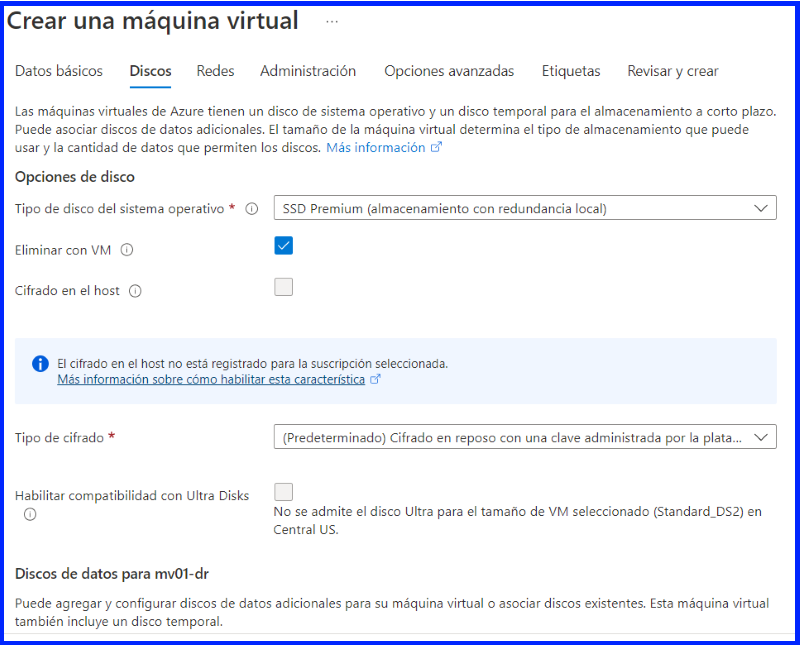 Crear una máquina virtual ...
Datos básicos Discos Redes Administración Opciones avanzadas Etiquetas Revisar y crear
Las máquinas virtuales de Azure tienen un disco de sistema operativo y un disco temporal para el almacenamiento a corto plazo.
Puede asociar discos de datos adicionales. El tamaño de la máquina virtual determina el tipo de almacenamiento que puede
usar y la cantidad de datos que permiten los discos. Más información
Opciones de disco
Tipo de disco del sistema operativo * SSD Premium (almacenamiento con redundancia local)
Eliminar con VM
Cifrado en el host
El cifrado en el host no está registrado para la suscripción seleccionada.
Más información sobre cómo habilitar esta característica
Tipo de cifrado * (Predeterminado) Cifrado en reposo con una clave administrada por la plata...
Habilitar compatibilidad con Ultra Disks
No se admite el disco Ultra para el tamaño de VM seleccionado (Standard_DS2) en
Central US.
Discos de datos para mv01-dr
Puede agregar y configurar discos de datos adicionales para su máquina virtual o asociar discos existentes. Esta máquina virtual
también incluye un disco temporal.